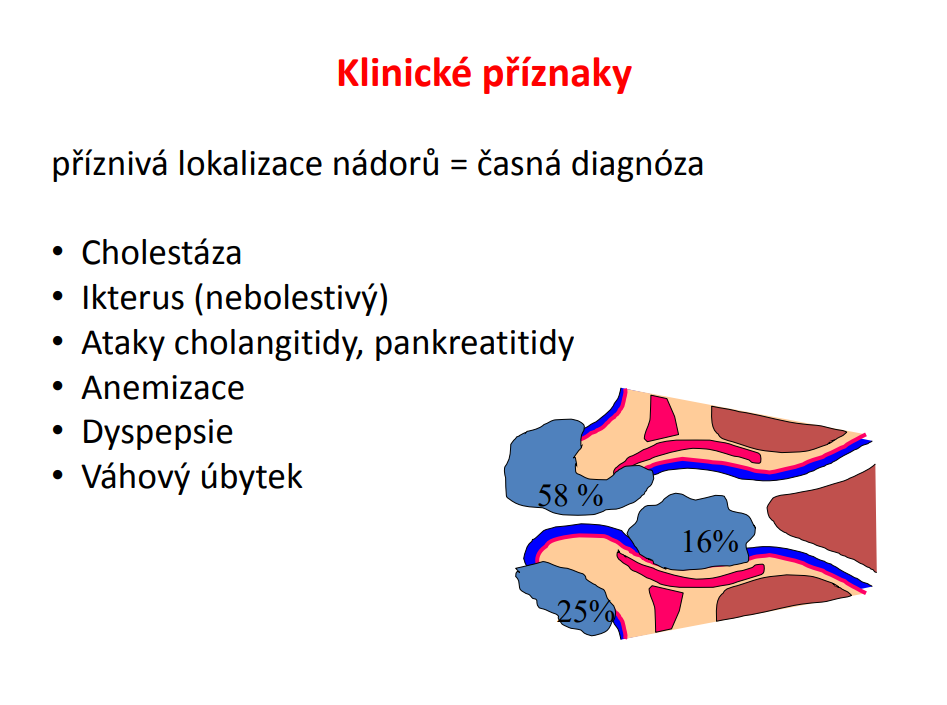 Klinické příznaky
příznivá lokalizace nádorů = časná diagnóza
• Cholestáza
• Ikterus (nebolestivý)
• Ataky cholangitidy, pankreatitidy
• Anemizace
• Dyspepsie
• Váhový úbytek
58 %
16%
25%